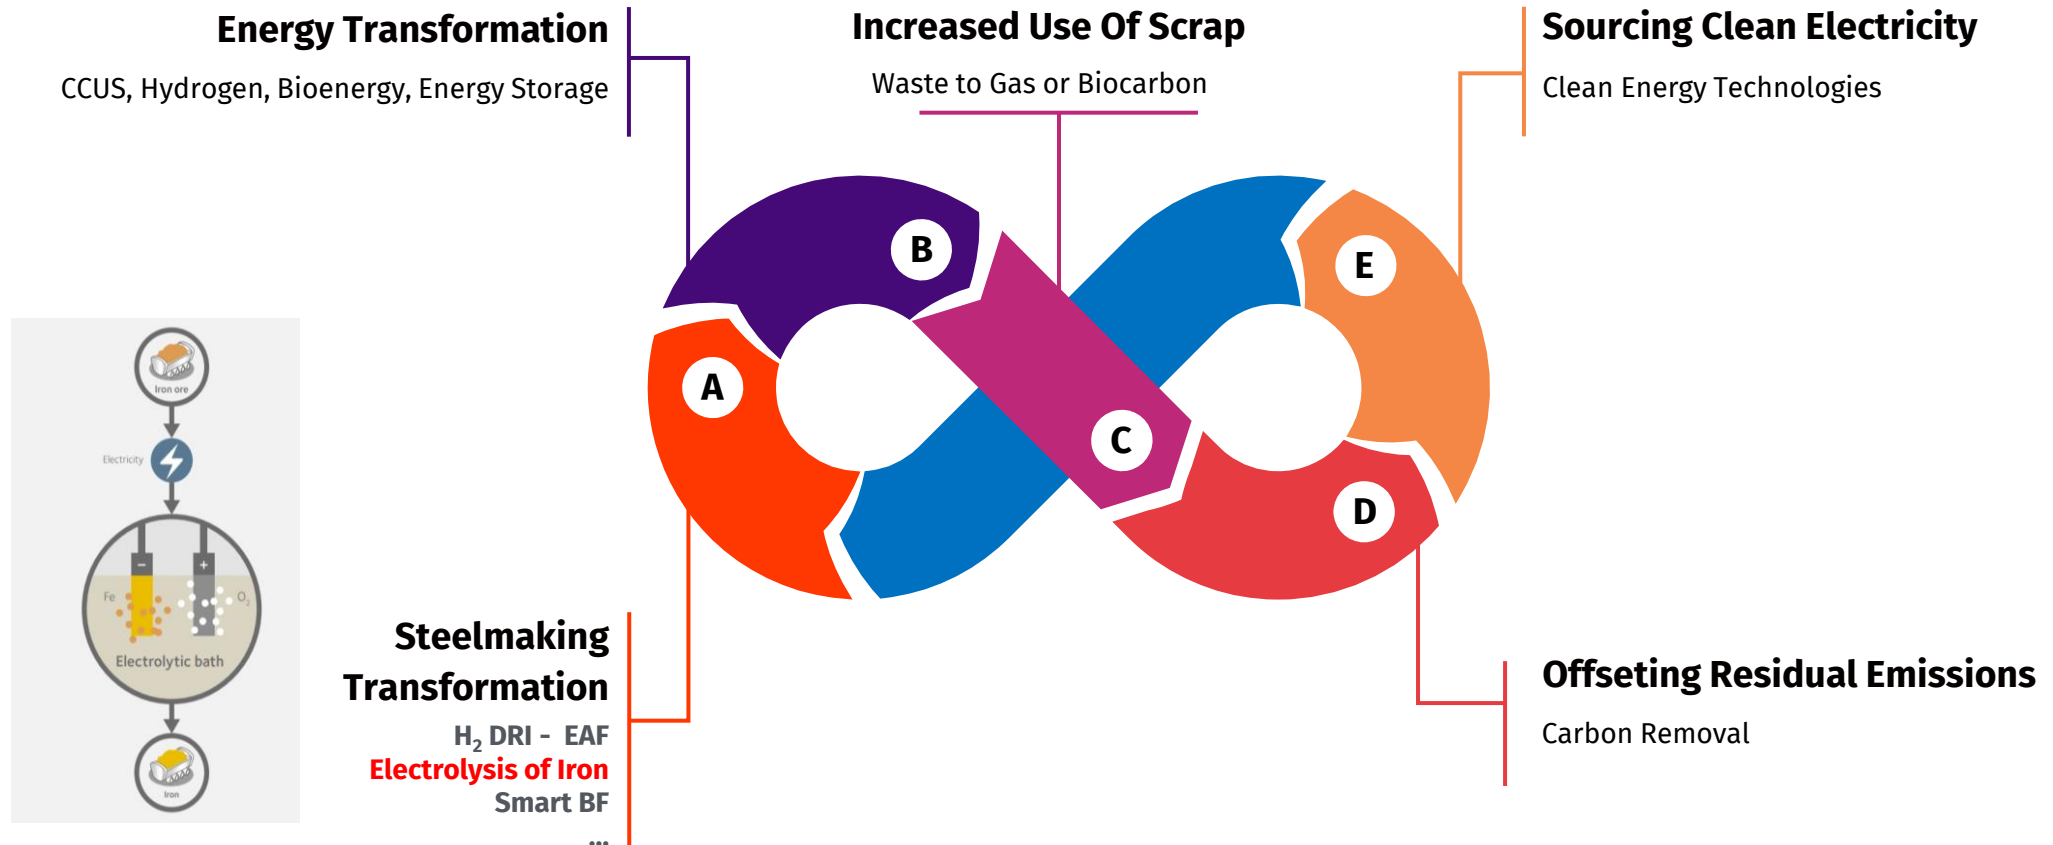 Energy Transformation
CCUS, Hydrogen, Bioenergy, Energy Storage
Increased Use Of Scrap
Waste to Gas or Biocarbon
Sourcing Clean Electricity
Clean Energy Technologies
B
E
A
C
D
Iron ore
Electricity
−
+
Fe
O₂
Electrolytic bath
Iron
Steelmaking
Transformation
H₂ DRI - EAF
Electrolysis of Iron
Smart BF
...
Offseting Residual Emissions
Carbon Removal